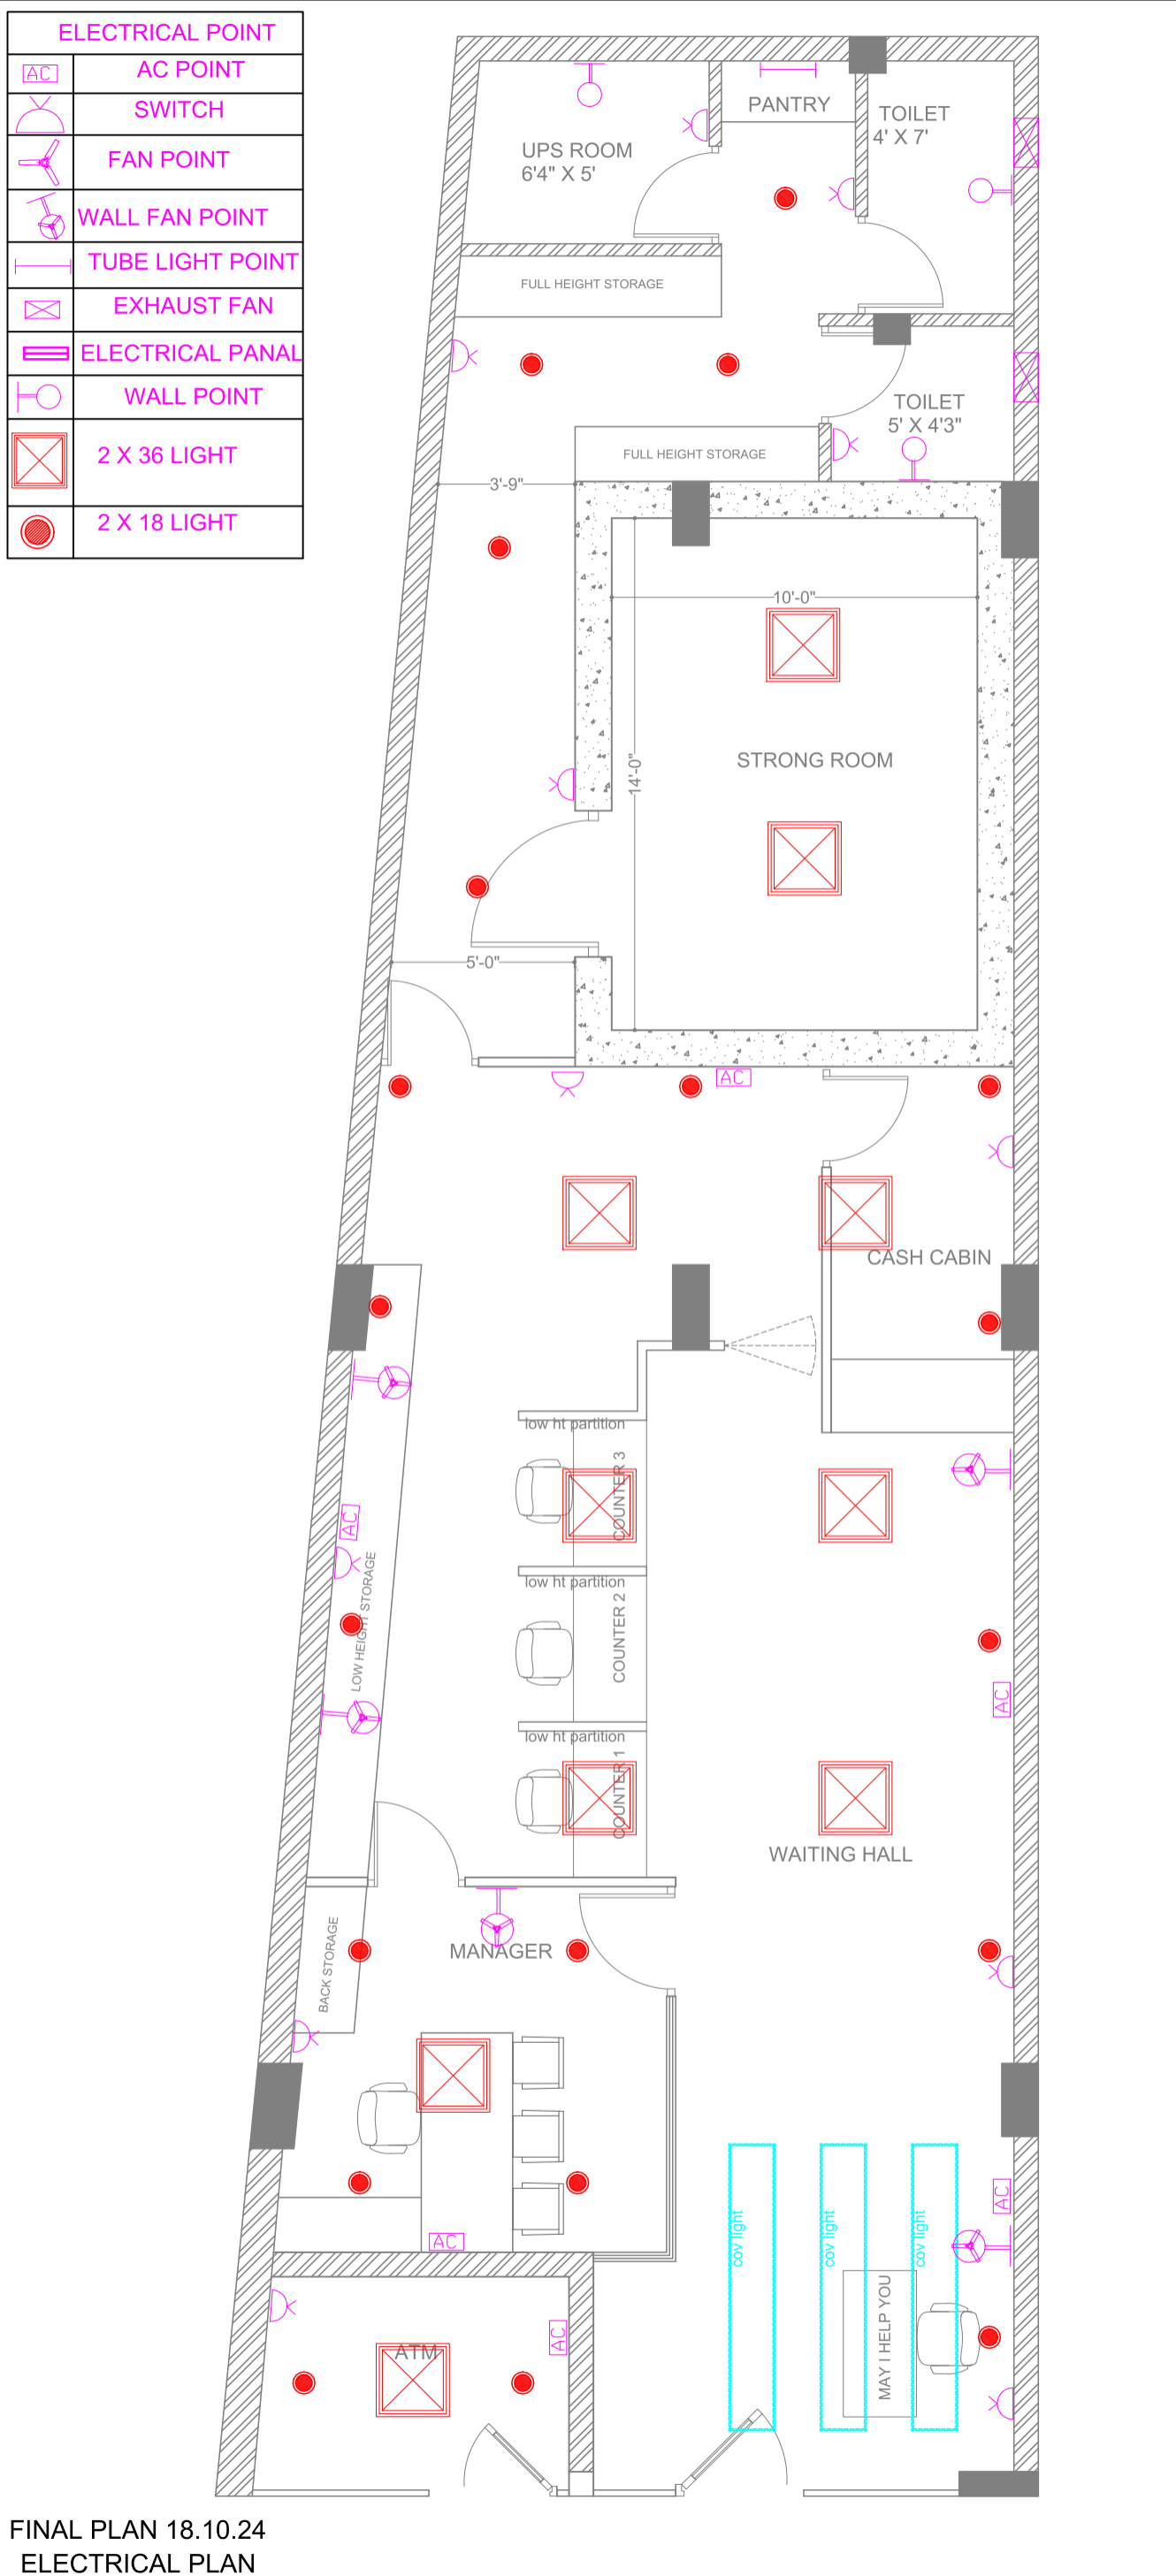 ELECTRICAL POINT
AC
AC POINT
SWITCH
FAN POINT
WALL FAN POINT
TUBE LIGHT POINT
EXHAUST FAN
ELECTRICAL PANAL
WALL POINT
2 X 36 LIGHT
2 X 18 LIGHT
PANTRY
TOILET
4' X 7'
UPS ROOM
6'4" X 5'
FULL HEIGHT STORAGE
TOILET
5' X 4'3"
FULL HEIGHT STORAGE
3'-9"
10'-0"
STRONG ROOM
14'-0"
5'-0"
AC
CASH CABIN
low ht partition
COUNTER 3
AC
LOW HEIGHT STORAGE
low ht partition
COUNTER 2
AC
low ht partition
COUNTER 1
WAITING HALL
MANAGER
BACK STORAGE
AC
AC
cov light
cov light
cov light
MAY I HELP YOU
AC
ATM
FINAL PLAN 18.10.24
ELECTRICAL PLAN